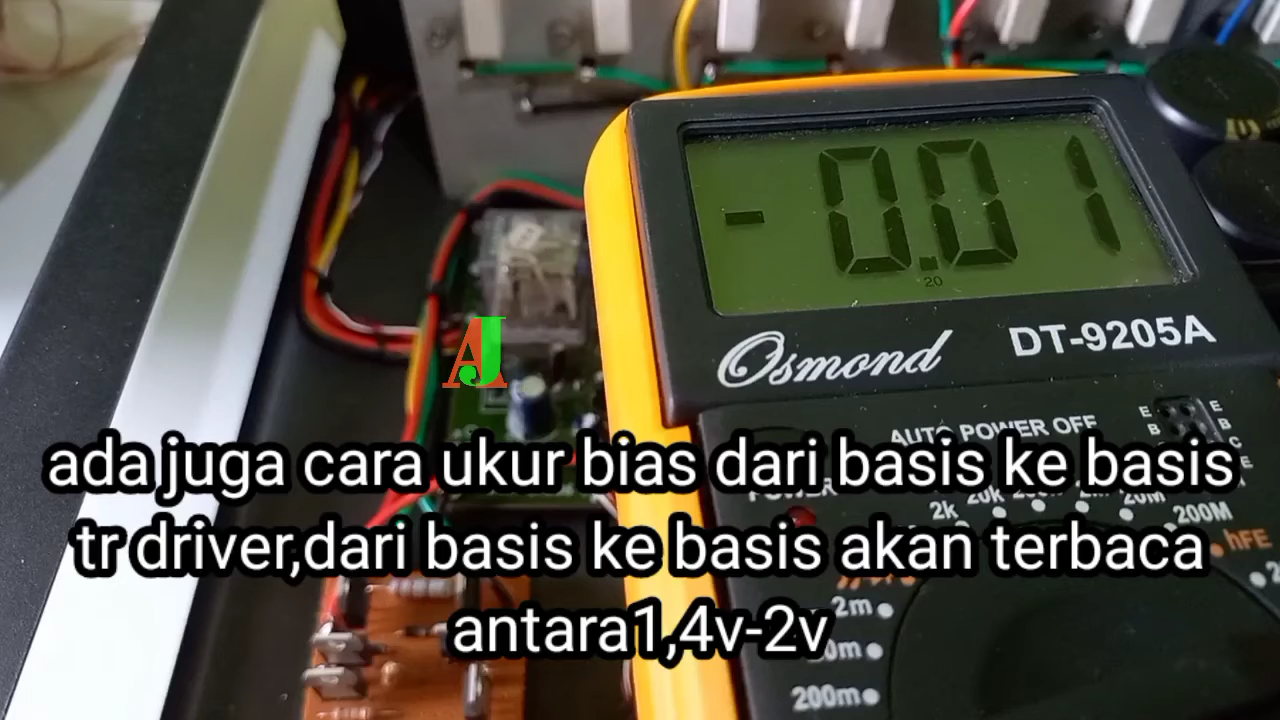 -0.01
20
Osmond
DT-9205A
AJ
AUTO POWER OFF
E E
B B
C
E
ada juga cara ukur bias dari basis ke basis
POWER
2k 20k 20M
200M
hFE
tr driver,dari basis ke basis akan terbaca
2m
antara1,4v-2v
200m